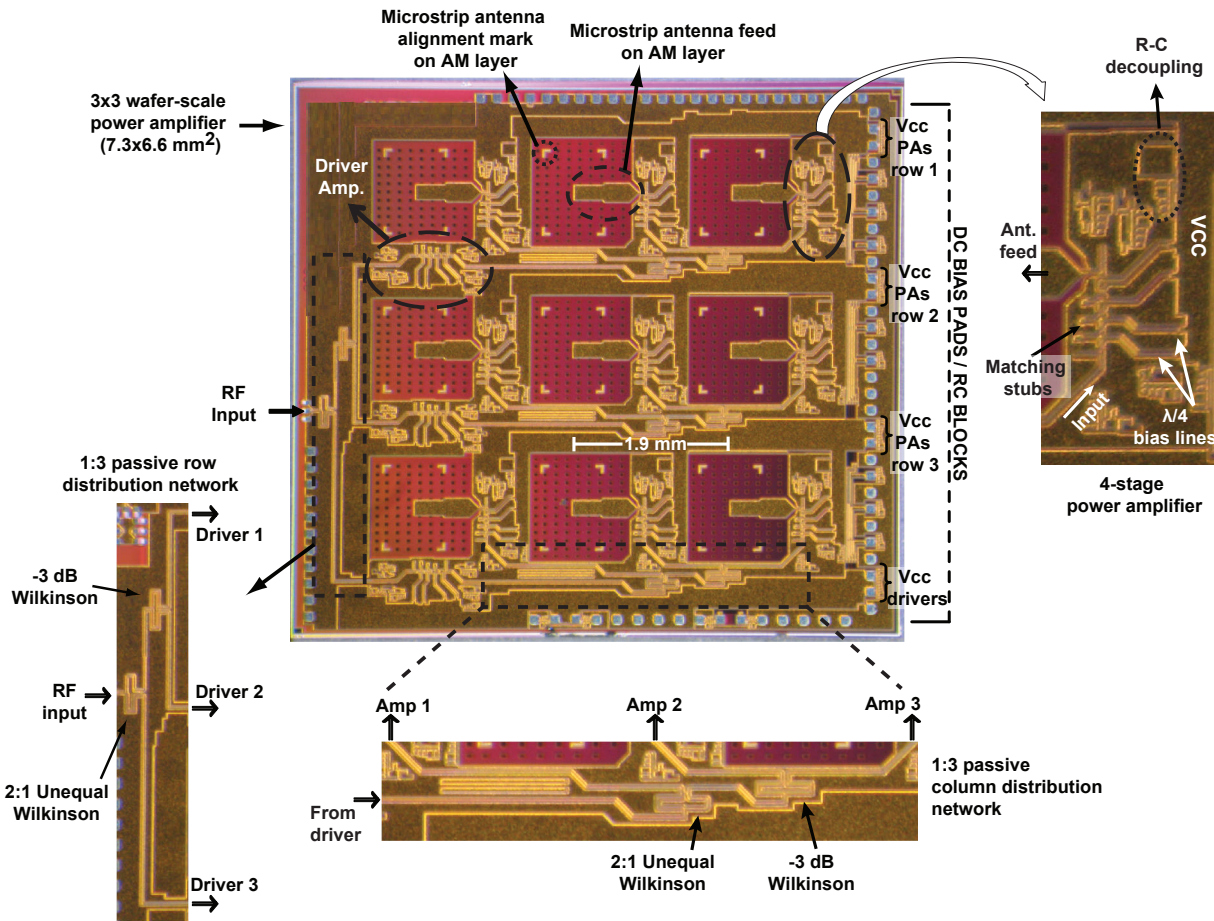 Microstrip antenna
alignment mark
on AM layer
Microstrip antenna feed
on AM layer
R-C
decoupling
3x3 wafer-scale
power amplifier
(7.3x6.6 mm2)
Driver
Amp.
Vcc
PAs
row 1
Vcc
PAs
row 2
Vcc
PAs
row 3
Vcc
drivers
DC BIAS PADS / RC BLOCKS
VCC
Ant.
feed
Matching
stubs
Input
λ/4
bias lines
4-stage
power amplifier
RF
Input
1.9 mm
1:3 passive row
distribution network
Driver 1
-3 dB
Wilkinson
RF
input
Driver 2
2:1 Unequal
Wilkinson
Driver 3
Amp 1
Amp 2
Amp 3
From
driver
1:3 passive
column distribution
network
2:1 Unequal
Wilkinson
-3 dB
Wilkinson